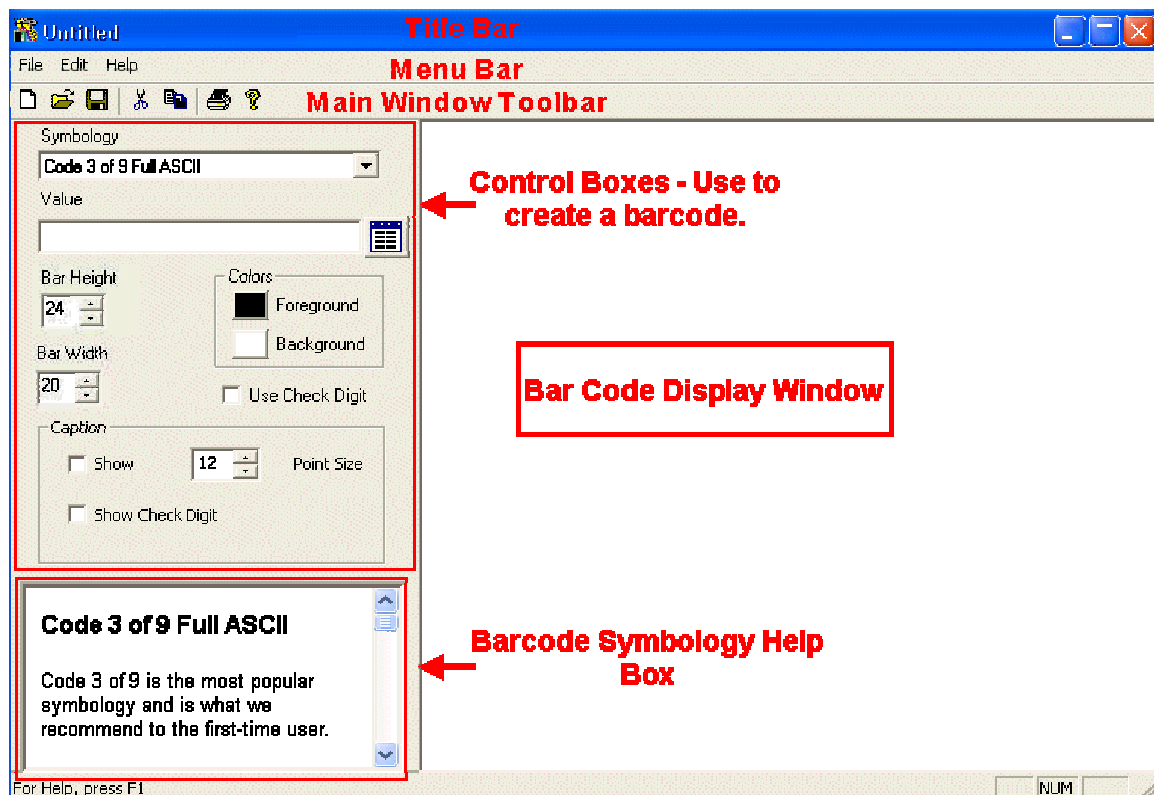 Untitled
Title Bar
File Edit Help
Menu Bar
Main Window Toolbar
Symbology
Code 3 of 9 Full ASCII
Value
Control Boxes - Use to
create a barcode.
Bar Height
24
Colors
Foreground
Background
Bar Width
20
Use Check Digit
Caption
Show
12
Point Size
Show Check Digit
Bar Code Display Window
Code 3 of 9 Full ASCII
Code 3 of 9 is the most popular
symbology and is what we
recommend to the first-time user.
Barcode Symbology Help
Box
For Help, press F1
NUM